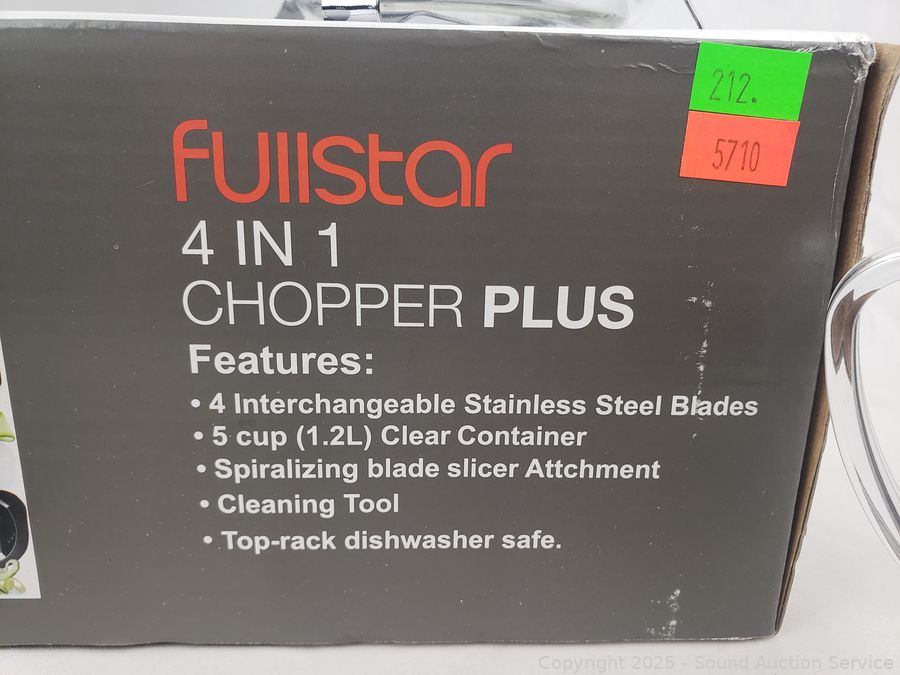 212.
5710
fullstar
4 IN 1
CHOPPER PLUS
Features:
• 4 Interchangeable Stainless Steel Blades
• 5 cup (1.2L) Clear Container
• Spiralizing blade slicer Attchment
• Cleaning Tool
• Top-rack dishwasher safe.
Copyright 2025 - Sound Auction Service